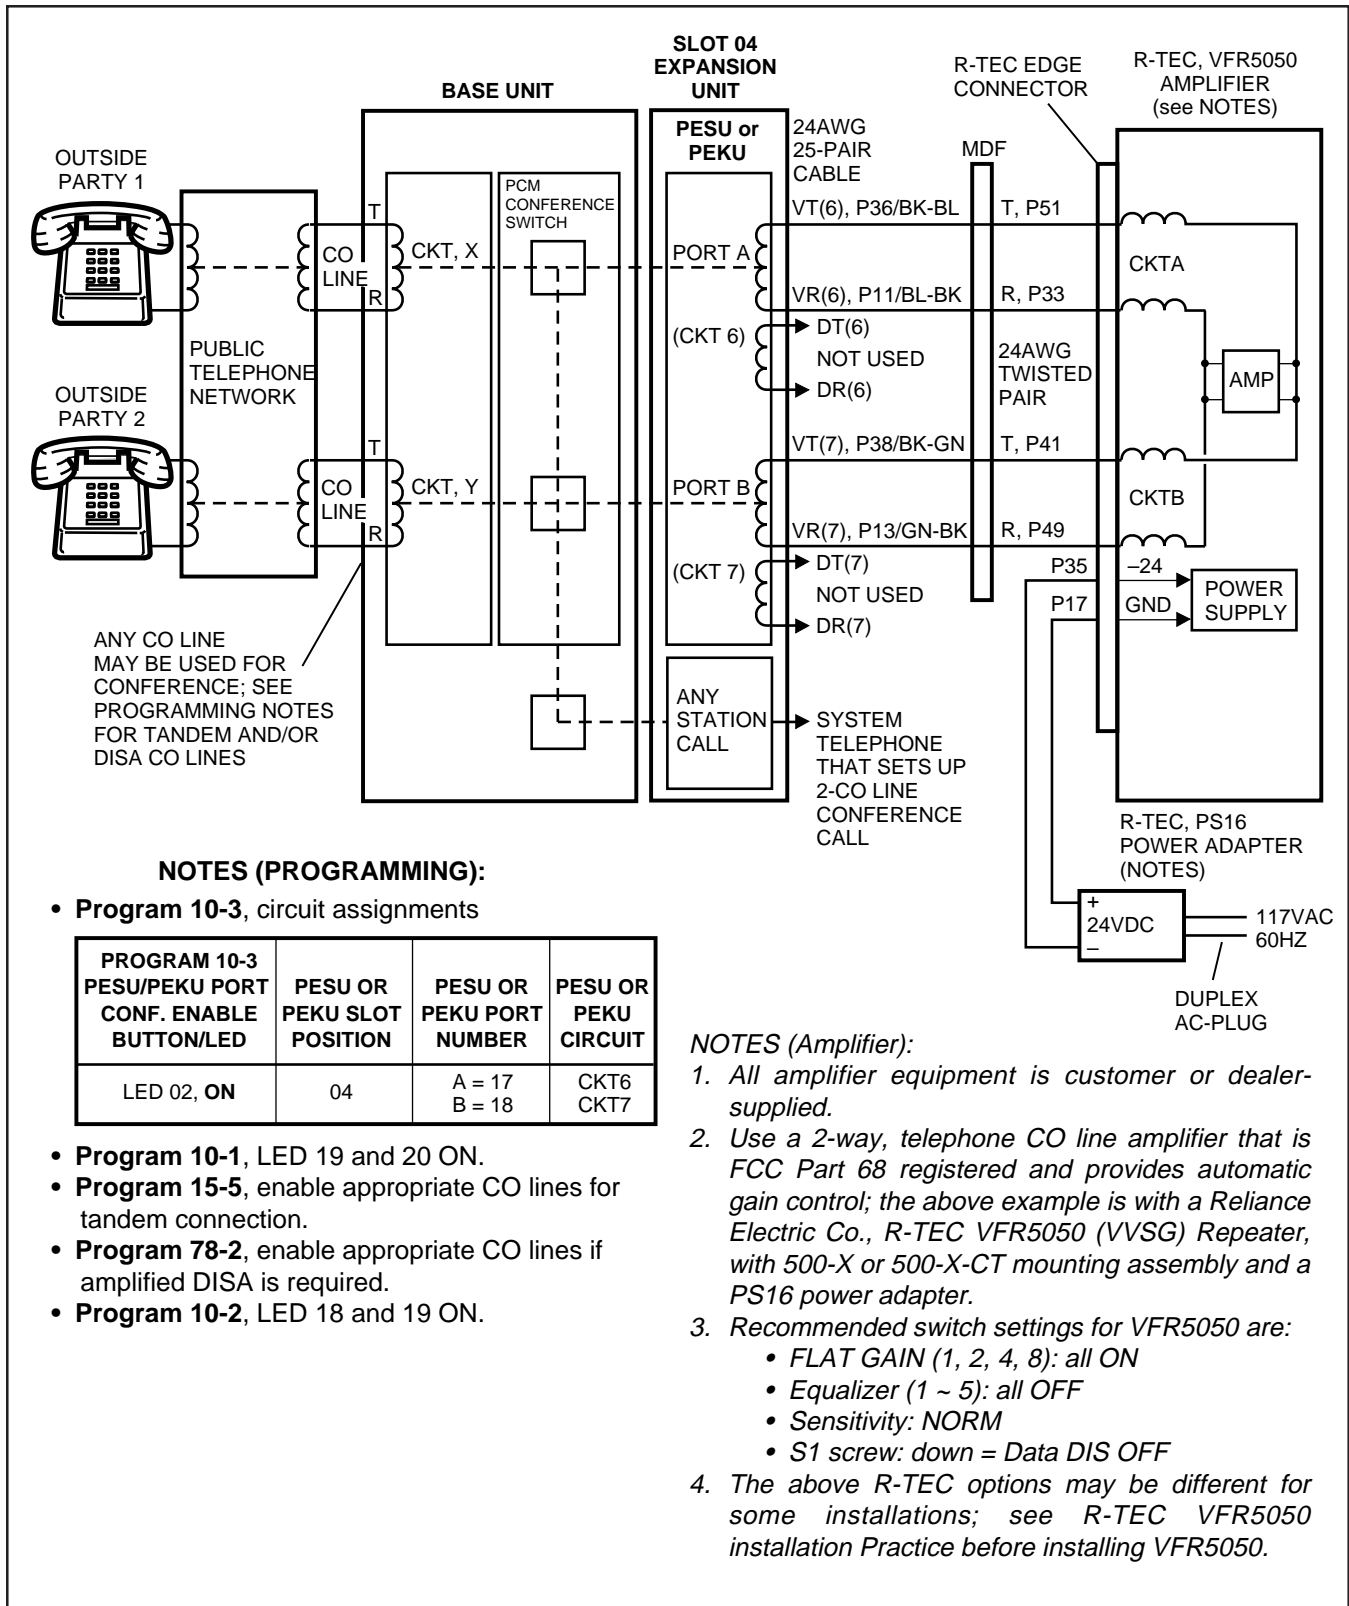 SLOT 04
EXPANSION
UNIT
BASE UNIT
R-TEC EDGE
CONNECTOR
R-TEC, VFR5050
AMPLIFIER
(see NOTES)
OUTSIDE
PARTY 1
PCM
CONFERENCE
SWITCH
PESU or
PEKU
24AWG
25-PAIR
CABLE
MDF
T
CO
LINE
R
CKT, X
PORT A
VT(6), P36/BK-BL
T, P51
CKTA
VR(6), P11/BL-BK
R, P33
(CKT 6)
DT(6)
NOT USED
DR(6)
24AWG
TWISTED
PAIR
AMP
PUBLIC
TELEPHONE
NETWORK
OUTSIDE
PARTY 2
T
CO
LINE
R
CKT, Y
PORT B
VT(7), P38/BK-GN
T, P41
CKTB
VR(7), P13/GN-BK
R, P49
(CKT 7)
DT(7)
NOT USED
DR(7)
P35
–24
P17
GND
POWER
SUPPLY
ANY CO LINE
MAY BE USED FOR
CONFERENCE; SEE
PROGRAMMING NOTES
FOR TANDEM AND/OR
DISA CO LINES
ANY
STATION
CALL
SYSTEM
TELEPHONE
THAT SETS UP
2-CO LINE
CONFERENCE
CALL
R-TEC, PS16
POWER ADAPTER
(NOTES)
+
24VDC
–
117VAC
60HZ
DUPLEX
AC-PLUG
NOTES (PROGRAMMING):
• Program 10-3, circuit assignments
PROGRAM 10-3
PESU/PEKU PORT
CONF. ENABLE
BUTTON/LED
PESU OR
PEKU SLOT
POSITION
PESU OR
PEKU PORT
NUMBER
PESU OR
PEKU
CIRCUIT
LED 02, ON
04
A = 17
B = 18
CKT6
CKT7
• Program 10-1, LED 19 and 20 ON.
• Program 15-5, enable appropriate CO lines for
tandem connection.
• Program 78-2, enable appropriate CO lines if
amplified DISA is required.
• Program 10-2, LED 18 and 19 ON.
NOTES (Amplifier):
1. All amplifier equipment is customer or dealer-
supplied.
2. Use a 2-way, telephone CO line amplifier that is
FCC Part 68 registered and provides automatic
gain control; the above example is with a Reliance
Electric Co., R-TEC VFR5050 (VVSG) Repeater,
with 500-X or 500-X-CT mounting assembly and a
PS16 power adapter.
3. Recommended switch settings for VFR5050 are:
• FLAT GAIN (1, 2, 4, 8): all ON
• Equalizer (1 ~ 5): all OFF
• Sensitivity: NORM
• S1 screw: down = Data DIS OFF
4. The above R-TEC options may be different for
some installations; see R-TEC VFR5050
installation Practice before installing VFR5050.